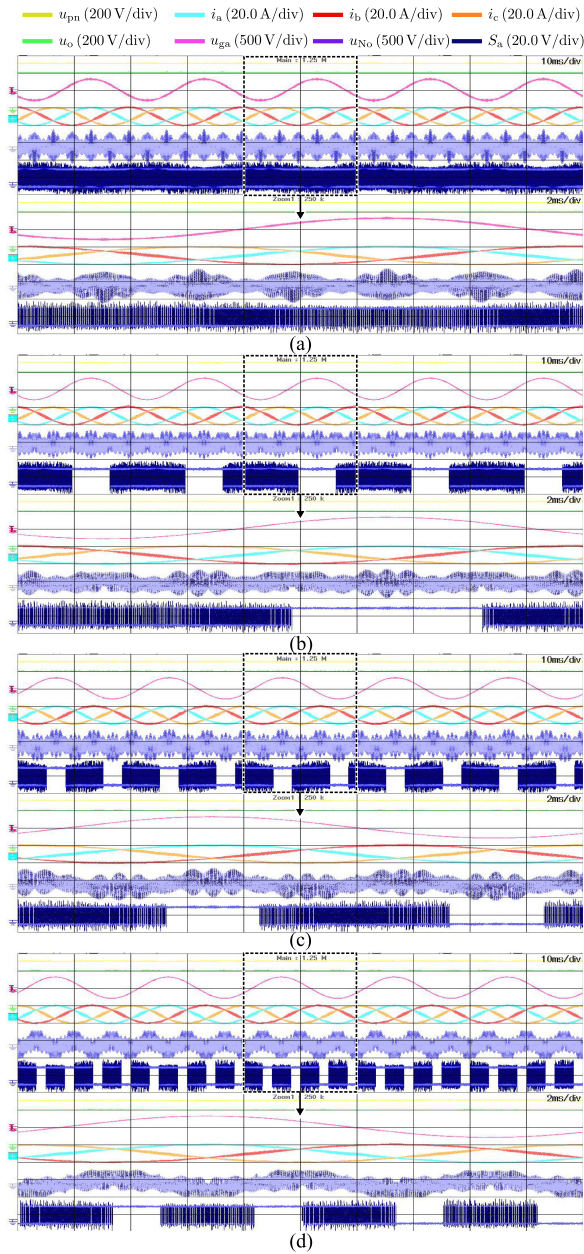 u_pn (200 V/div) i_a (20.0 A/div) i_b (20.0 A/div) i_c (20.0 A/div)
u_o (200 V/div) u_ga (500 V/div) u_No (500 V/div) S_a (20.0 V/div)
Main : 1.25 M 10ms/div
Zoom1 : 250 k 2ms/div
(a)
Main : 1.25 M 10ms/div
Zoom1 : 250 k 2ms/div
(b)
Main : 1.25 M 10ms/div
Zoom1 : 250 k 2ms/div
(c)
Main : 1.25 M 10ms/div
Zoom1 : 250 k 2ms/div
(d)